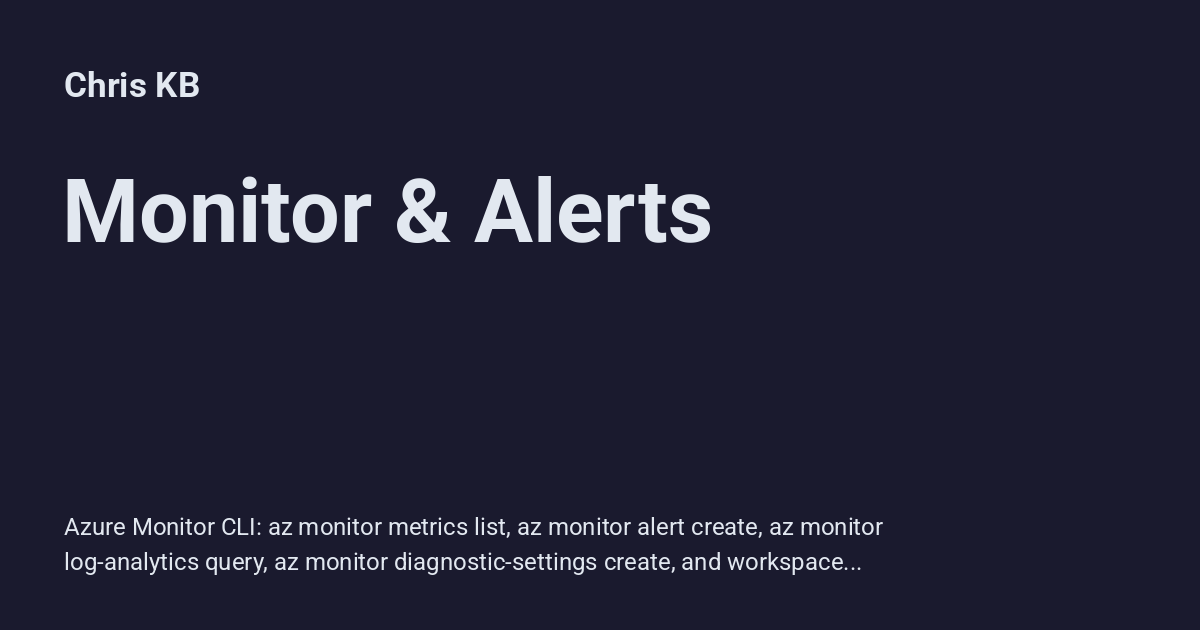 Chris KB
Monitor & Alerts
Azure Monitor CLI: az monitor metrics list, az monitor alert create, az monitor
log-analytics query, az monitor diagnostic-settings create, and workspace...